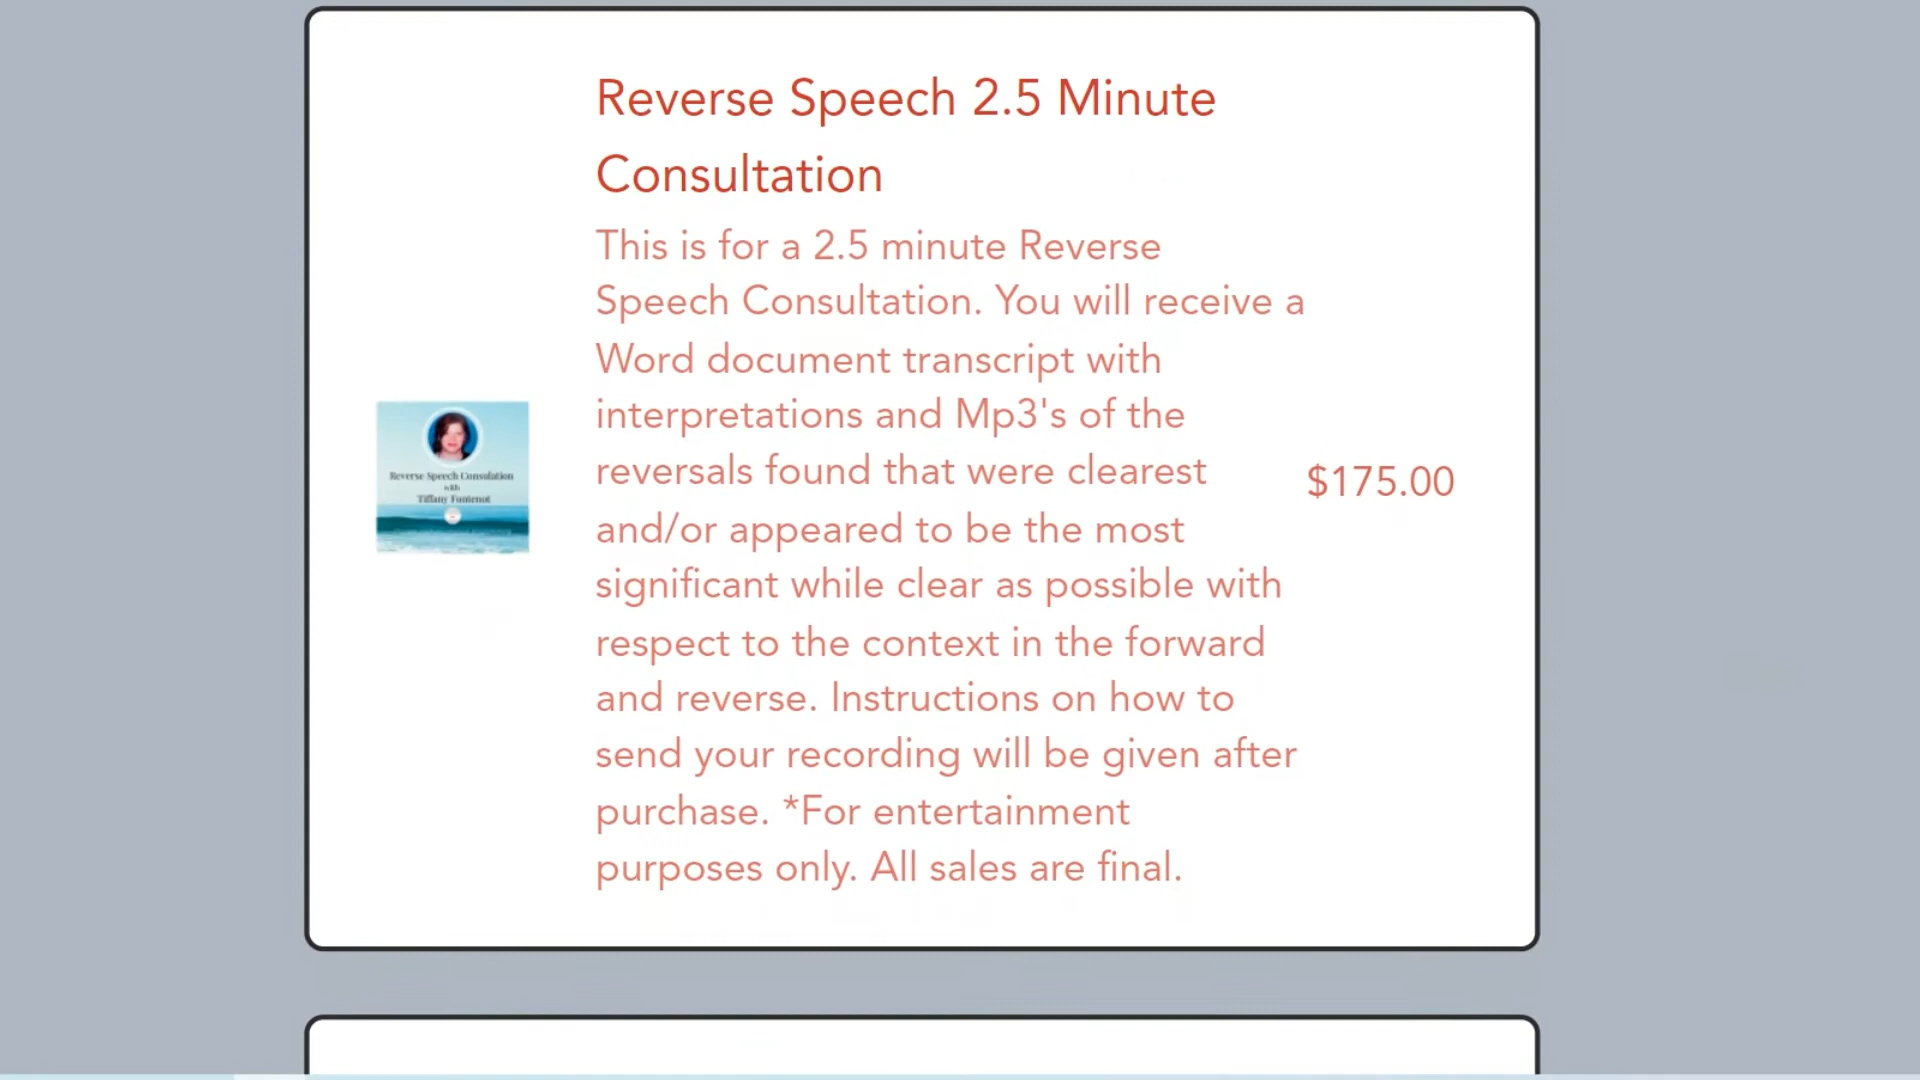 Reverse Speech 2.5 Minute
Consultation
This is for a 2.5 minute Reverse
Speech Consultation. You will receive a
Word document transcript with
interpretations and Mp3's of the
reversals found that were clearest
and/or appeared to be the most
significant while clear as possible with
respect to the context in the forward
and reverse. Instructions on how to
send your recording will be given after
purchase. *For entertainment
purposes only. All sales are final.
$175.00
Reverse Speech Consulation
with
Tiffany Fontenot